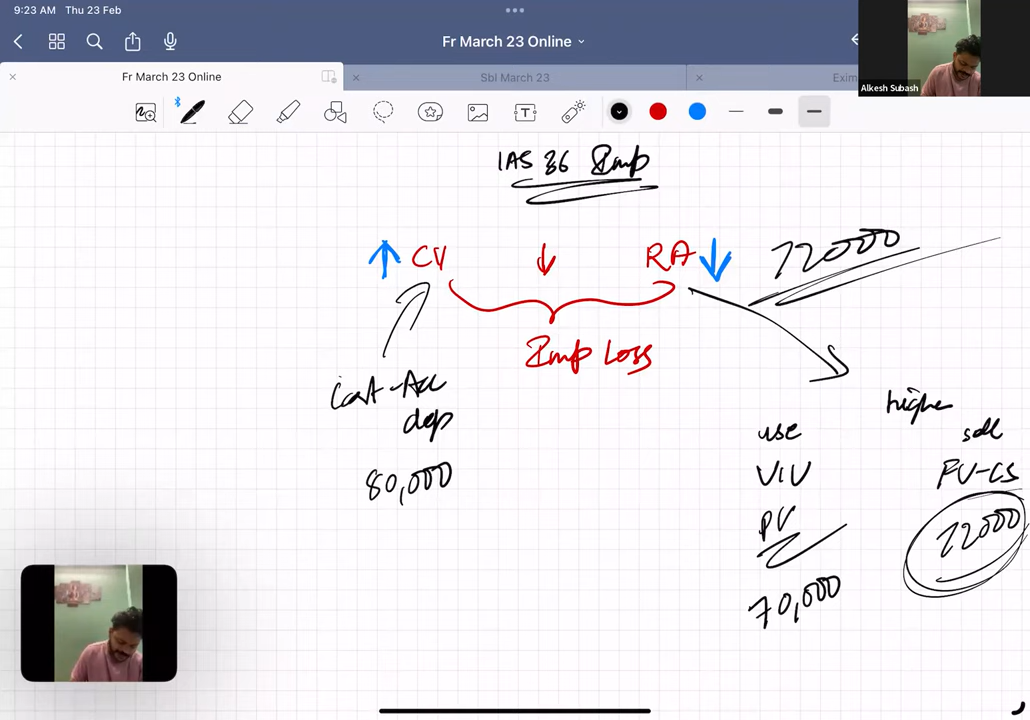 9:23 AM Thu 23 Feb
Fr March 23 Online
Alkesh Subash
Fr March 23 Online
Sbl March 23
Exim
IAS 36 Imp
CV
RA
72000
Imp Loss
Cost - Acc
dep
80,000
higher
use
sell
VIU
FV-CS
PV
72000
70,000